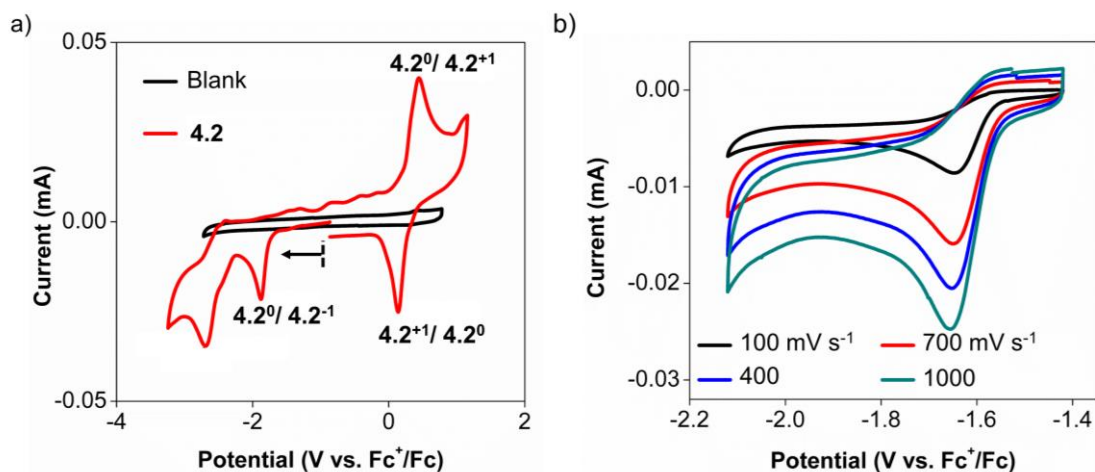 a)
0.05
4.2⁰/ 4.2⁺¹
Blank
4.2
Current (mA)
0.00
i
4.2⁰/ 4.2⁻¹
4.2⁺¹/ 4.2⁰
-0.05
-4
-2
0
2
Potential (V vs. Fc⁺/Fc)
b)
0.00
-0.01
-0.02
-0.03
Current (mA)
100 mV s⁻¹
700 mV s⁻¹
400
1000
-2.2
-2.0
-1.8
-1.6
-1.4
Potential (V vs. Fc⁺/Fc)